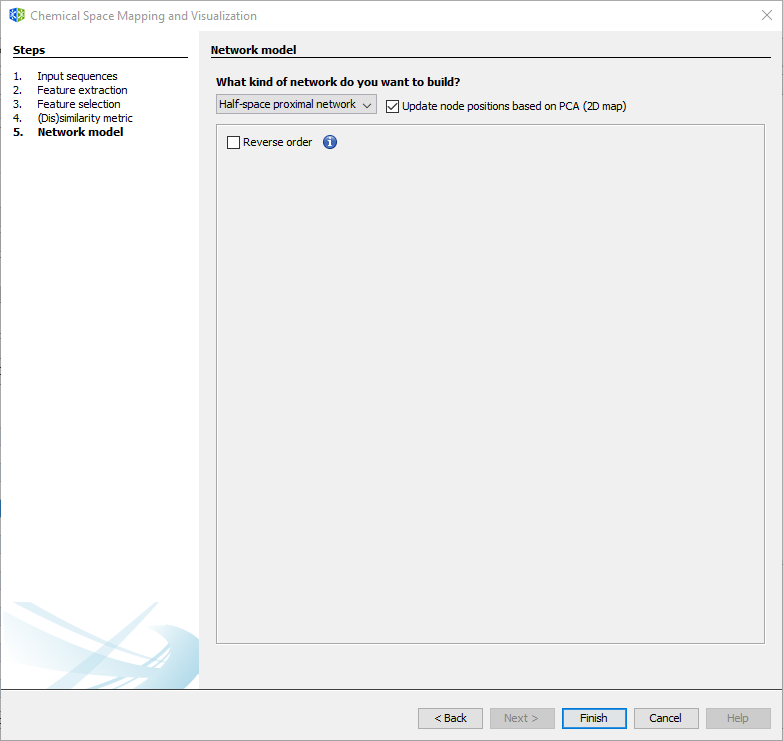 Chemical Space Mapping and Visualization
Steps
1. Input sequences
2. Feature extraction
3. Feature selection
4. (Dis)similarity metric
5. Network model
Network model
What kind of network do you want to build?
Half-space proximal network
Update node positions based on PCA (2D map)
Reverse order
< Back
Next >
Finish
Cancel
Help